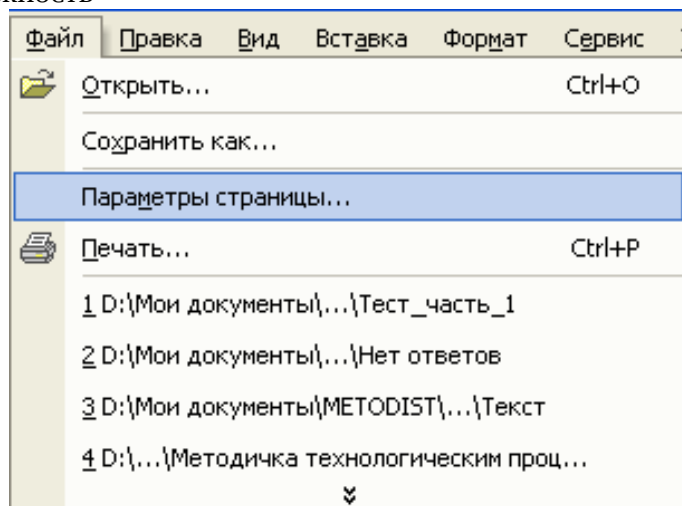 Файл Правка Вид Вставка Формат Сервис
Открыть... Ctrl+O
Сохранить как...
Параметры страницы...
Печать... Ctrl+P
1 D:\Мои документы\...\Тест_часть_1
2 D:\Мои документы\...\Нет ответов
3 D:\Мои документы\METODIST\...\Текст
4 D:\...\Методичка технологическим проц...